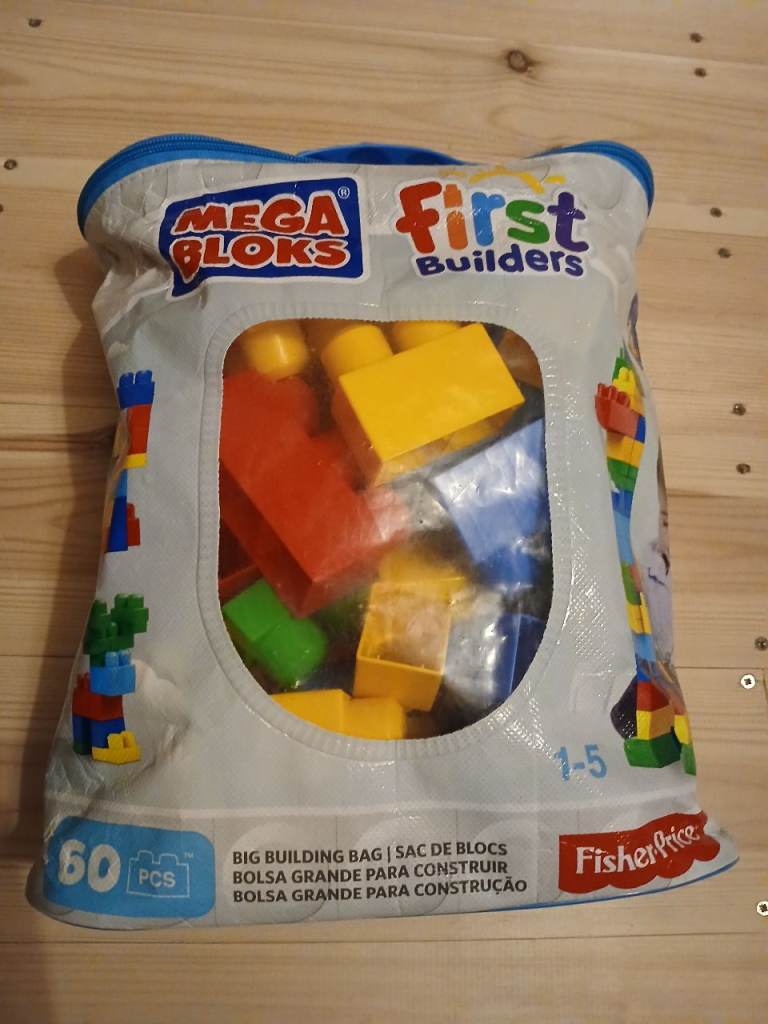 MEGA
BLOKS®
First
Builders
1-5
60 PCS™
BIG BUILDING BAG | SAC DE BLOCS
BOLSA GRANDE PARA CONSTRUIR
BOLSA GRANDE PARA CONSTRUÇÃO
Fisher-Price